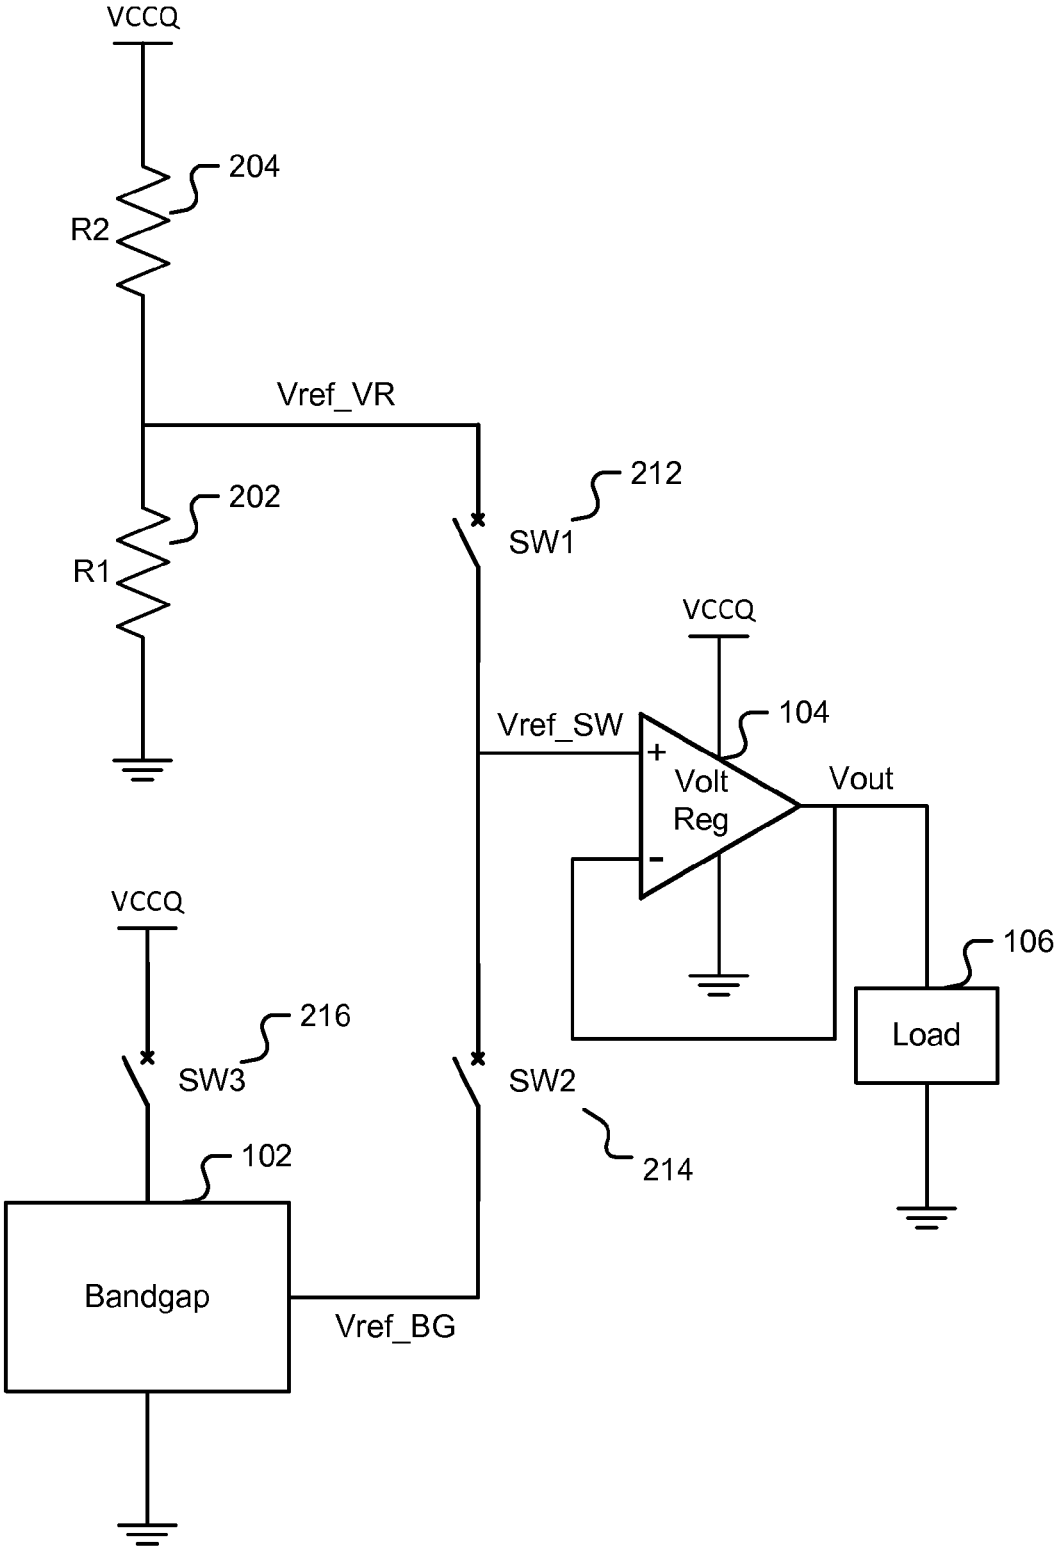 VCCQ
204
R2
Vref_VR
212
202
SW1
R1
VCCQ
104
Vref_SW
+
Volt
Reg
Vout
-
VCCQ
106
216
Load
SW3
SW2
102
214
Bandgap
Vref_BG